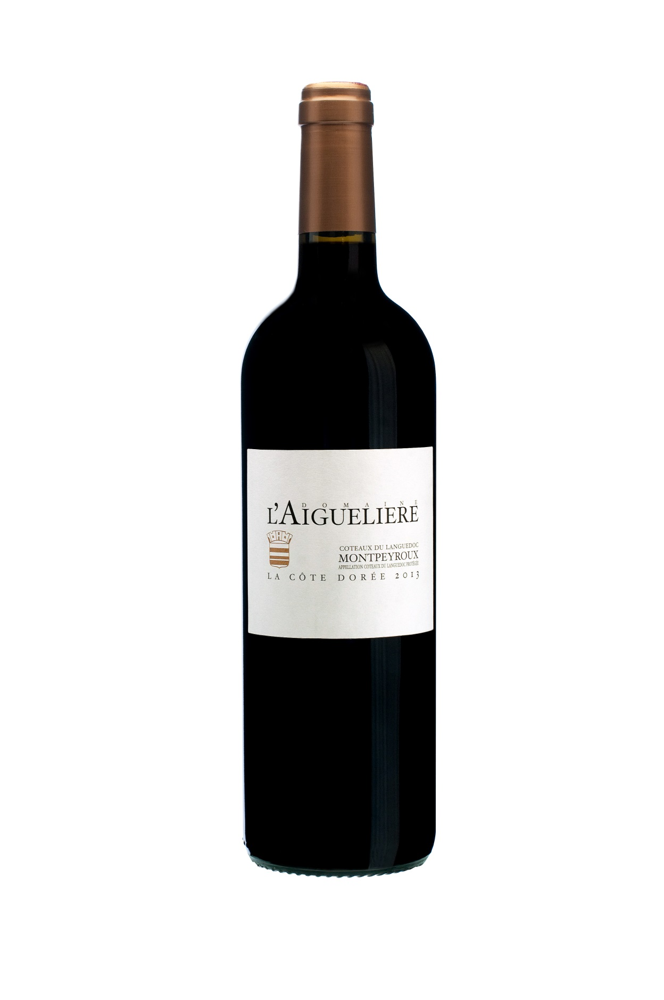 DOMAINE
L'AIGUELIERE
COTEAUX DU LANGUEDOC
MONTPEYROUX
APPELLATION COTEAUX DU LANGUEDOC PROTÉGÉE
LA CÔTE DORÉE 2013